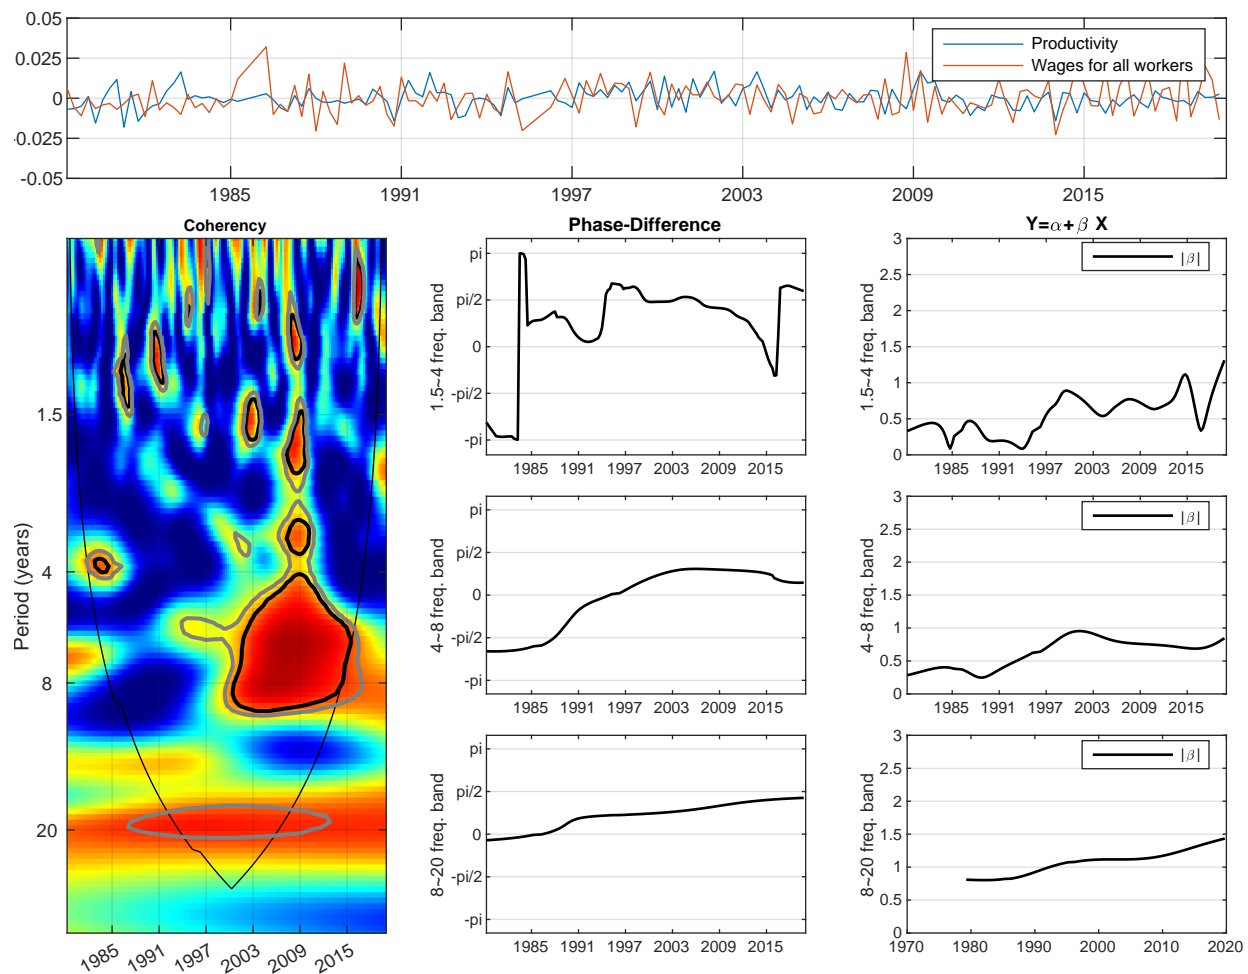 0.05
0.025
0
-0.025
-0.05
Productivity
Wages for all workers
1985 1991 1997 2003 2009 2015
Coherency
Period (years)
1.5
4
8
20
1985 1991 1997 2003 2009 2015
Phase-Difference
1.5~4 freq. band
pi
pi/2
0
-pi/2
-pi
1985 1991 1997 2003 2009 2015
Y=α+ β X
1.5~4 freq. band
3
2.5
2
1.5
1
0.5
0
|β|
1985 1991 1997 2003 2009 2015
4~8 freq. band
pi
pi/2
0
-pi/2
-pi
1985 1991 1997 2003 2009 2015
4~8 freq. band
3
2.5
2
1.5
1
0.5
0
|β|
1985 1991 1997 2003 2009 2015
8~20 freq. band
pi
pi/2
0
-pi/2
-pi
1985 1991 1997 2003 2009 2015
8~20 freq. band
3
2.5
2
1.5
1
0.5
0
|β|
1970 1980 1990 2000 2010 2020